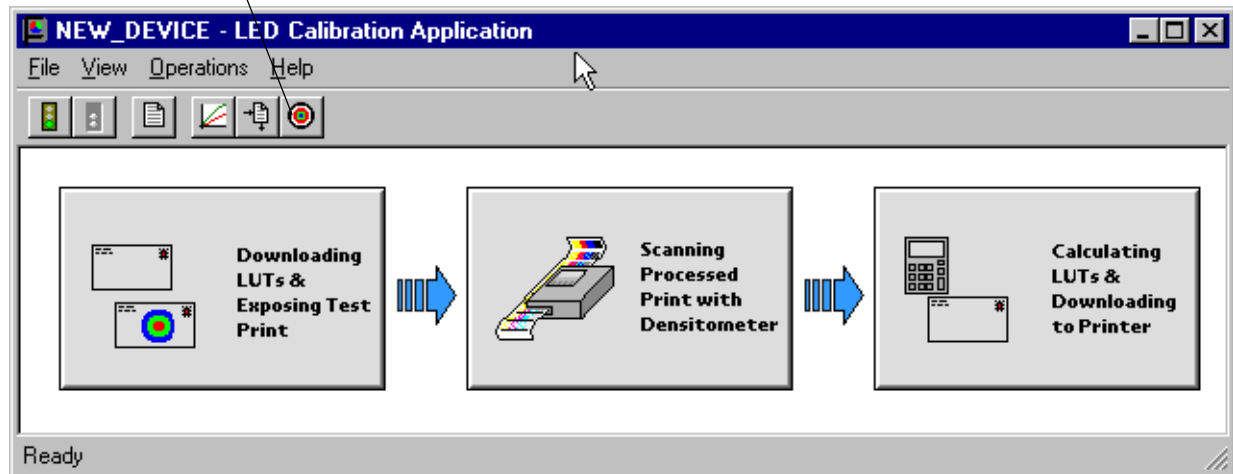 NEW_DEVICE - LED Calibration Application
File View Operations Help
Downloading
LUTs &
Exposing Test
Print
Scanning
Processed
Print with
Densitometer
Calculating
LUTs &
Downloading
to Printer
Ready